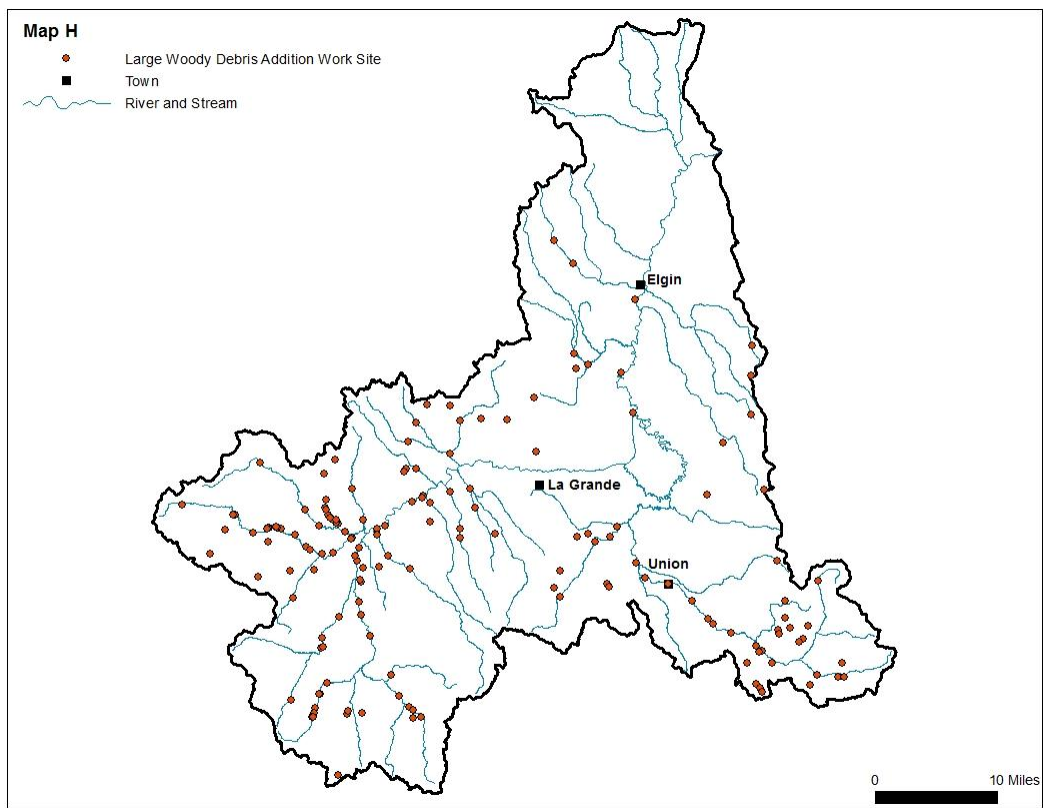 Map H
Large Woody Debris Addition Work Site
Town
River and Stream
Elgin
La Grande
Union
0 10 Miles